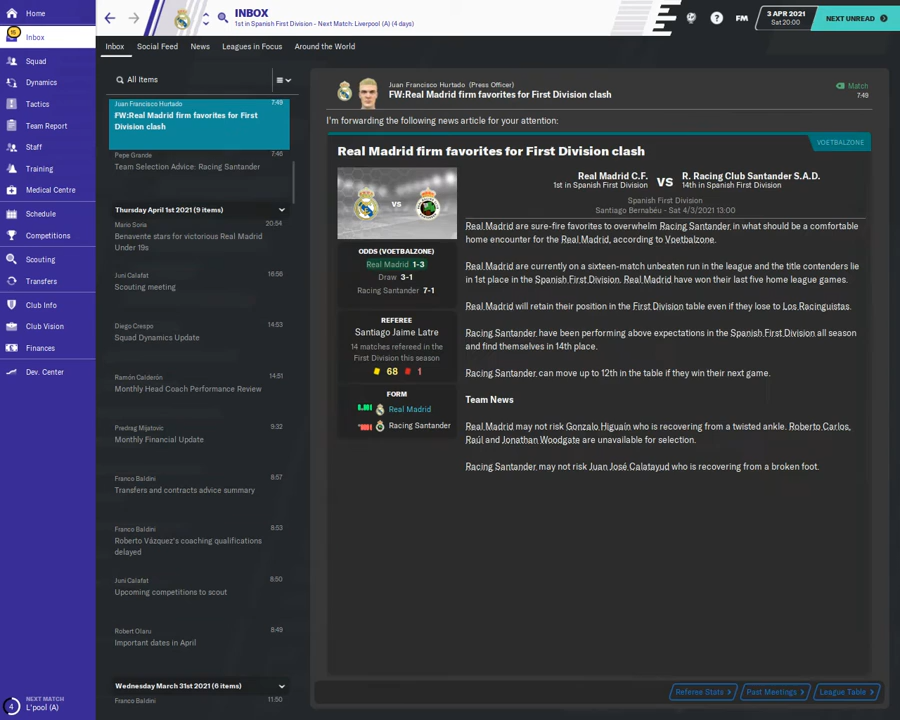 Home
Inbox
Squad
Dynamics
Tactics
Team Report
Staff
Training
Medical Centre
Schedule
Competitions
Scouting
Transfers
Club Info
Club Vision
Finances
Dev. Center
NEXT MATCH
4 L'pool (A)
INBOX
1st in Spanish First Division - Next Match: Liverpool (A) (4 days)
? FM
3 APR 2021
Sat 20:00
NEXT UNREAD
Inbox Social Feed News Leagues in Focus Around the World
All Items
Juan Francisco Hurtado 7:49
FW:Real Madrid firm favorites for First
Division clash
Pepe Grande 7:46
Team Selection Advice: Racing Santander
Thursday April 1st 2021 (9 items)
Mario Soria 20:54
Benavente stars for victorious Real Madrid
Under 19s
Juni Calafat 16:56
Scouting meeting
Diego Crespo 14:53
Squad Dynamics Update
Ramón Calderón 14:51
Monthly Head Coach Performance Review
Predrag Mijatovic 9:32
Monthly Financial Update
Franco Baldini 8:57
Transfers and contracts advice summary
Franco Baldini 8:53
Roberto Vázquez's coaching qualifications
delayed
Juni Calafat 8:50
Upcoming competitions to scout
Robert Olaru 8:49
Important dates in April
Wednesday March 31st 2021 (6 items)
Franco Baldini 11:50
Juan Francisco Hurtado (Press Officer)
FW:Real Madrid firm favorites for First Division clash
Match
7:49
I'm forwarding the following news article for your attention:
VOETBALZONE
Real Madrid firm favorites for First Division clash
VS
ODDS (VOETBALZONE)
Real Madrid 1-3
Draw 3-1
Racing Santander 7-1
REFEREE
Santiago Jaime Latre
14 matches refereed in the
First Division this season
68 1
FORM
Real Madrid
Racing Santander
Real Madrid C.F. VS R. Racing Club Santander S.A.D.
1st in Spanish First Division 14th in Spanish First Division
Spanish First Division
Santiago Bernabéu - Sat 4/3/2021 13:00
Real Madrid are sure-fire favorites to overwhelm Racing Santander in what should be a comfortable
home encounter for the Real Madrid, according to Voetbalzone.
Real Madrid are currently on a sixteen-match unbeaten run in the league and the title contenders lie
in 1st place in the Spanish First Division. Real Madrid have won their last five home league games.
Real Madrid will retain their position in the First Division table even if they lose to Los Racinguistas.
Racing Santander have been performing above expectations in the Spanish First Division all season
and find themselves in 14th place.
Racing Santander can move up to 12th in the table if they win their next game.
Team News
Real Madrid may not risk Gonzalo Higuaín who is recovering from a twisted ankle. Roberto Carlos,
Raúl and Jonathan Woodgate are unavailable for selection.
Racing Santander may not risk Juan José Calatayud who is recovering from a broken foot.
Referee Stats Past Meetings League Table